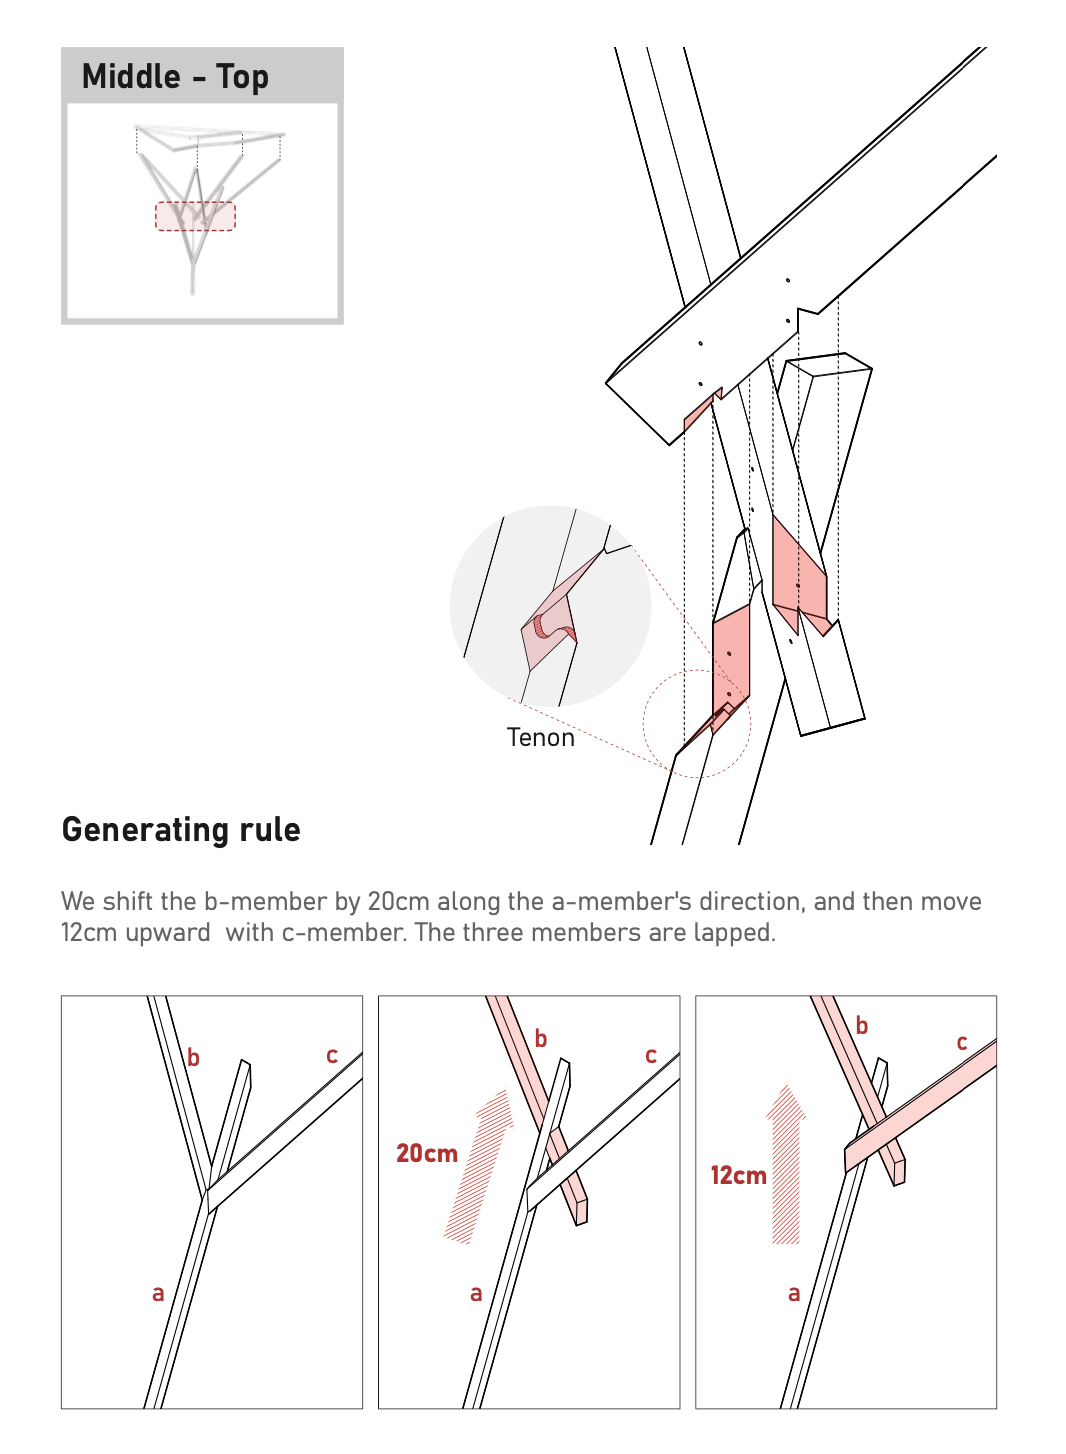 Middle - Top
Tenon
Generating rule
We shift the b-member by 20cm along the a-member's direction, and then move
12cm upward  with c-member. The three members are lapped.
b
c
a
b
c
20cm
a
b
c
12cm
a